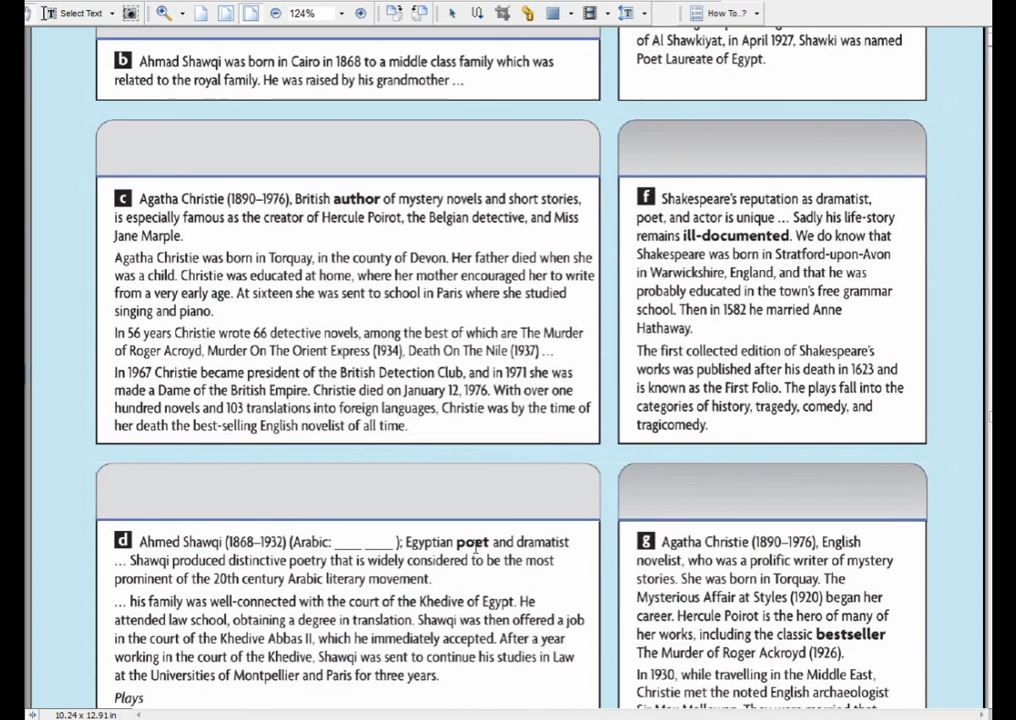 Select Text
124%
How To..?
b Ahmad Shawqi was born in Cairo in 1868 to a middle class family which was
related to the royal family. He was raised by his grandmother ...
of Al Shawkiyat, in April 1927, Shawki was named
Poet Laureate of Egypt.
c Agatha Christie (1890–1976), British author of mystery novels and short stories,
is especially famous as the creator of Hercule Poirot, the Belgian detective, and Miss
Jane Marple.
Agatha Christie was born in Torquay, in the county of Devon. Her father died when she
was a child. Christie was educated at home, where her mother encouraged her to write
from a very early age. At sixteen she was sent to school in Paris where she studied
singing and piano.
In 56 years Christie wrote 66 detective novels, among the best of which are The Murder
of Roger Acroyd, Murder On The Orient Express (1934), Death On The Nile (1937) ...
In 1967 Christie became president of the British Detection Club, and in 1971 she was
made a Dame of the British Empire. Christie died on January 12, 1976. With over one
hundred novels and 103 translations into foreign languages, Christie was by the time of
her death the best-selling English novelist of all time.
f Shakespeare's reputation as dramatist,
poet, and actor is unique ... Sadly his life-story
remains ill-documented. We do know that
Shakespeare was born in Stratford-upon-Avon
in Warwickshire, England, and that he was
probably educated in the town's free grammar
school. Then in 1582 he married Anne
Hathaway.
The first collected edition of Shakespeare's
works was published after his death in 1623 and
is known as the First Folio. The plays fall into the
categories of history, tragedy, comedy, and
tragicomedy.
d Ahmed Shawqi (1868–1932) (Arabic: ____ ____); Egyptian poet and dramatist
... Shawqi produced distinctive poetry that is widely considered to be the most
prominent of the 20th century Arabic literary movement.
... his family was well-connected with the court of the Khedive of Egypt. He
attended law school, obtaining a degree in translation. Shawqi was then offered a job
in the court of the Khedive Abbas II, which he immediately accepted. After a year
working in the court of the Khedive, Shawqi was sent to continue his studies in Law
at the Universities of Montpellier and Paris for three years.
Plays
g Agatha Christie (1890–1976), English
novelist, who was a prolific writer of mystery
stories. She was born in Torquay. The
Mysterious Affair at Styles (1920) began her
career. Hercule Poirot is the hero of many of
her works, including the classic bestseller
The Murder of Roger Ackroyd (1926).
In 1930, while travelling in the Middle East,
Christie met the noted English archaeologist
10.24 x 12.91 in